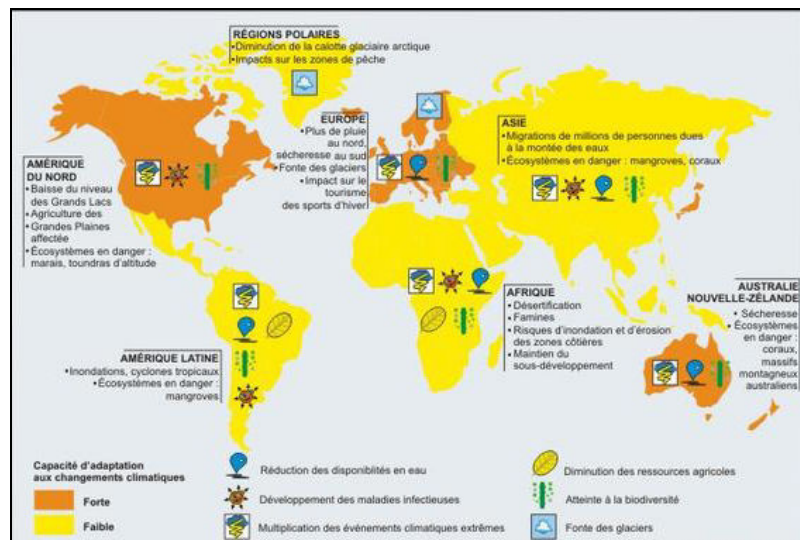 RÉGIONS POLAIRES
•Diminution de la calotte glaciaire arctique
•Impacts sur les zones de pêche
EUROPE
•Plus de pluie
au nord,
sécheresse au sud
•Fonte des glaciers
•Impact sur le
tourisme
des sports d'hiver
ASIE
•Migrations de millions de personnes dues
à la montée des eaux
•Écosystèmes en danger : mangroves, coraux
AMÉRIQUE
DU NORD
•Baisse du niveau
des Grands Lacs
•Agriculture des
•Grandes Plaines
affectée
•Écosystèmes en danger :
marais, toundras d'altitude
AFRIQUE
•Désertification
•Famines
•Risques d'inondation et d'érosion
des zones côtières
•Maintien du
sous-développement
AUSTRALIE
NOUVELLE-ZÉLANDE
•Sécheresse
•Écosystèmes
en danger :
coraux,
massifs
montagneux
australiens
AMÉRIQUE LATINE
•Inondations, cyclones tropicaux
•Écosystèmes en danger :
mangroves
Capacité d'adaptation
aux changements climatiques
Forte
Faible
Réduction des disponiblités en eau
Développement des maladies infectieuses
Multiplication des événements climatiques extrêmes
Diminution des ressources agricoles
Atteinte à la biodiversité
Fonte des glaciers